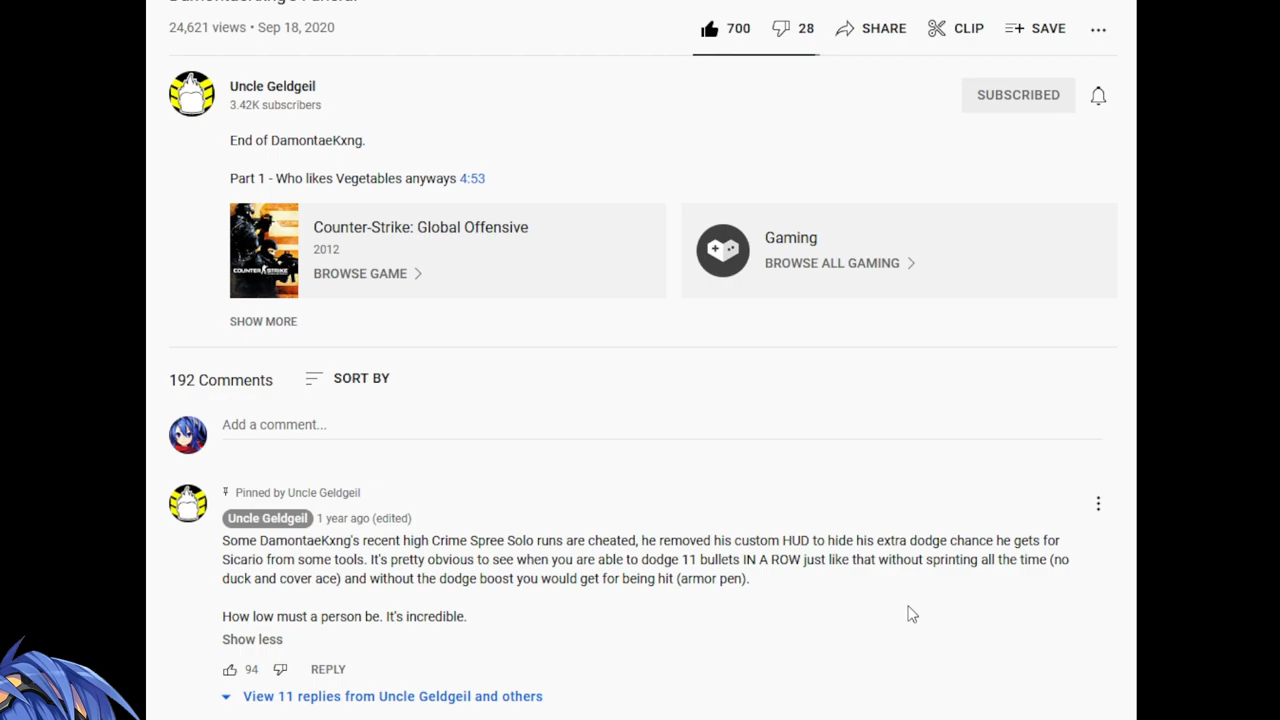 24,621 views • Sep 18, 2020
700
28
SHARE
CLIP
SAVE
Uncle Geldgeil
3.42K subscribers
SUBSCRIBED
End of DamontaeKxng.
Part 1 - Who likes Vegetables anyways 4:53
COUNTER STRIKE
Counter-Strike: Global Offensive
2012
BROWSE GAME
Gaming
BROWSE ALL GAMING
SHOW MORE
192 Comments
SORT BY
Add a comment...
Pinned by Uncle Geldgeil
Uncle Geldgeil 1 year ago (edited)
Some DamontaeKxng's recent high Crime Spree Solo runs are cheated, he removed his custom HUD to hide his extra dodge chance he gets for
Sicario from some tools. It's pretty obvious to see when you are able to dodge 11 bullets IN A ROW just like that without sprinting all the time (no
duck and cover ace) and without the dodge boost you would get for being hit (armor pen).
How low must a person be. It's incredible.
Show less
94
REPLY
View 11 replies from Uncle Geldgeil and others